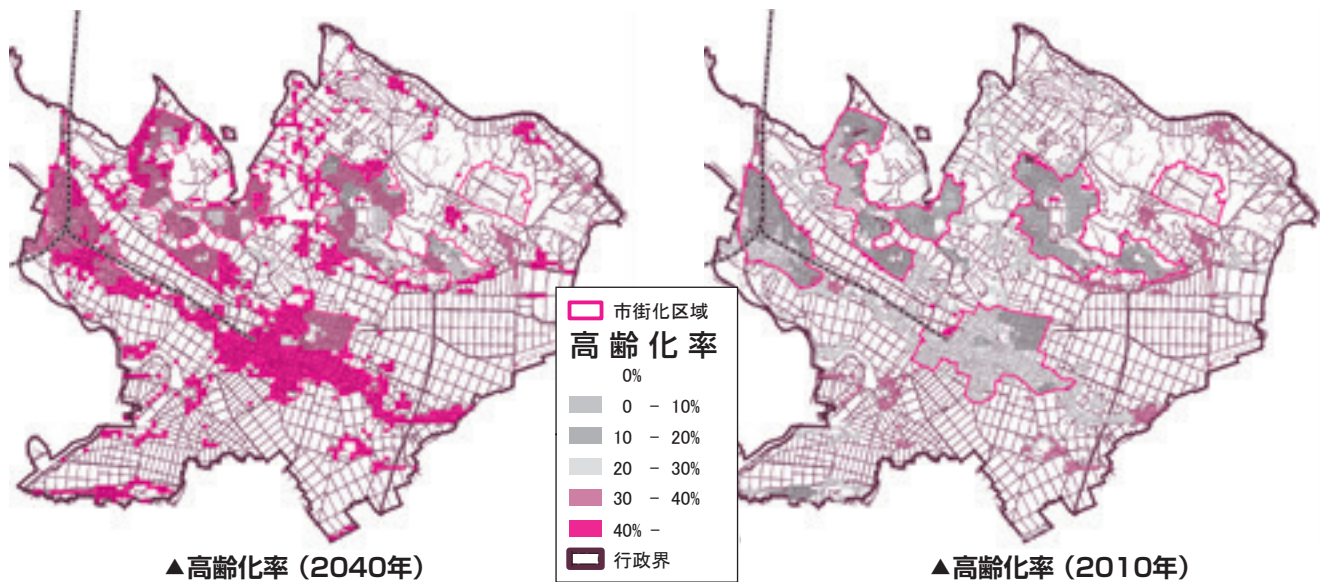 市街化区域
高齢化率
0%
0 - 10%
10 - 20%
20 - 30%
30 - 40%
40% -
行政界
▲高齢化率（2040年）
▲高齢化率（2010年）